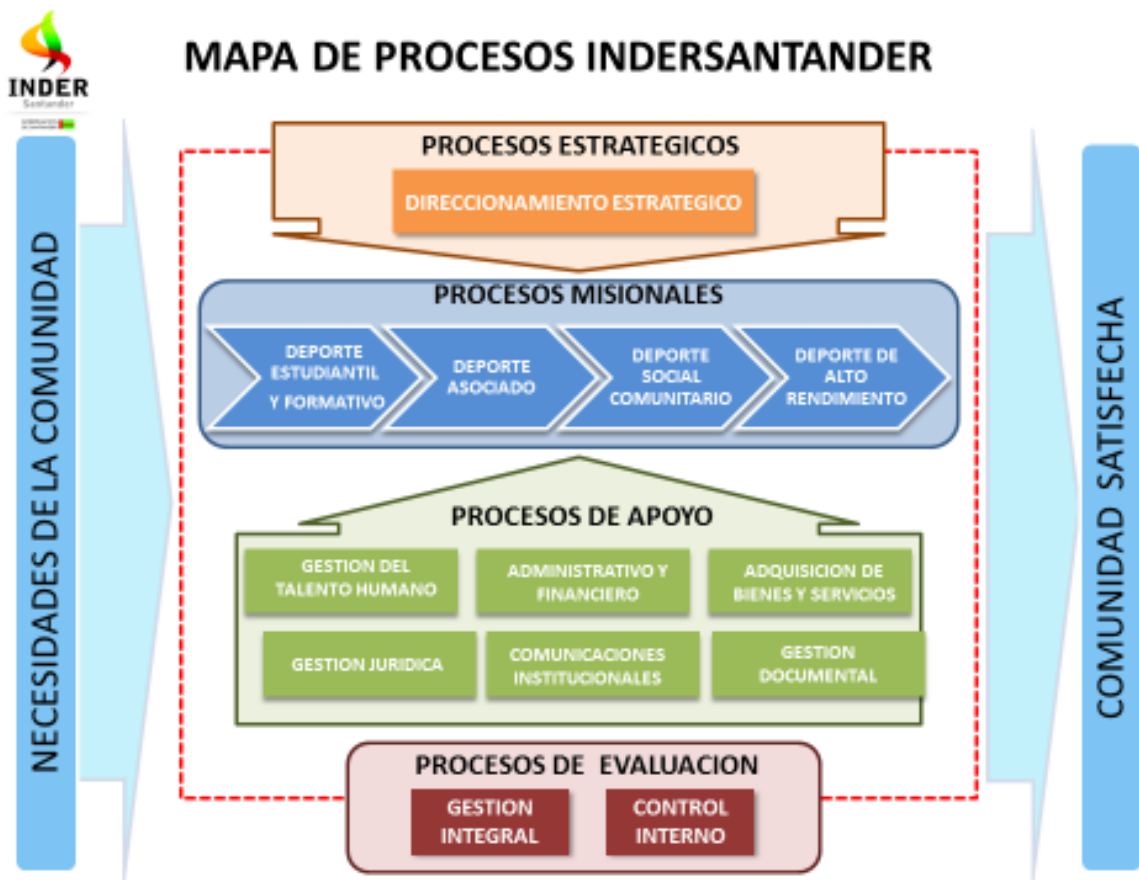 INDER
Santander
MAPA DE PROCESOS INDERSANTANDER
NECESIDADES DE LA COMUNIDAD
PROCESOS ESTRATEGICOS
DIRECCIONAMIENTO ESTRATEGICO
PROCESOS MISIONALES
DEPORTE
ESTUDIANTIL
Y FORMATIVO
DEPORTE
ASOCIADO
DEPORTE
SOCIAL
COMUNITARIO
DEPORTE DE
ALTO
RENDIMIENTO
PROCESOS DE APOYO
GESTION DEL
TALENTO HUMANO
ADMINISTRATIVO Y
FINANCIERO
ADQUISICION DE
BIENES Y SERVICIOS
GESTION JURIDICA
COMUNICACIONES
INSTITUCIONALES
GESTION
DOCUMENTAL
PROCESOS DE EVALUACION
GESTION
INTEGRAL
CONTROL
INTERNO
COMUNIDAD SATISFECHA